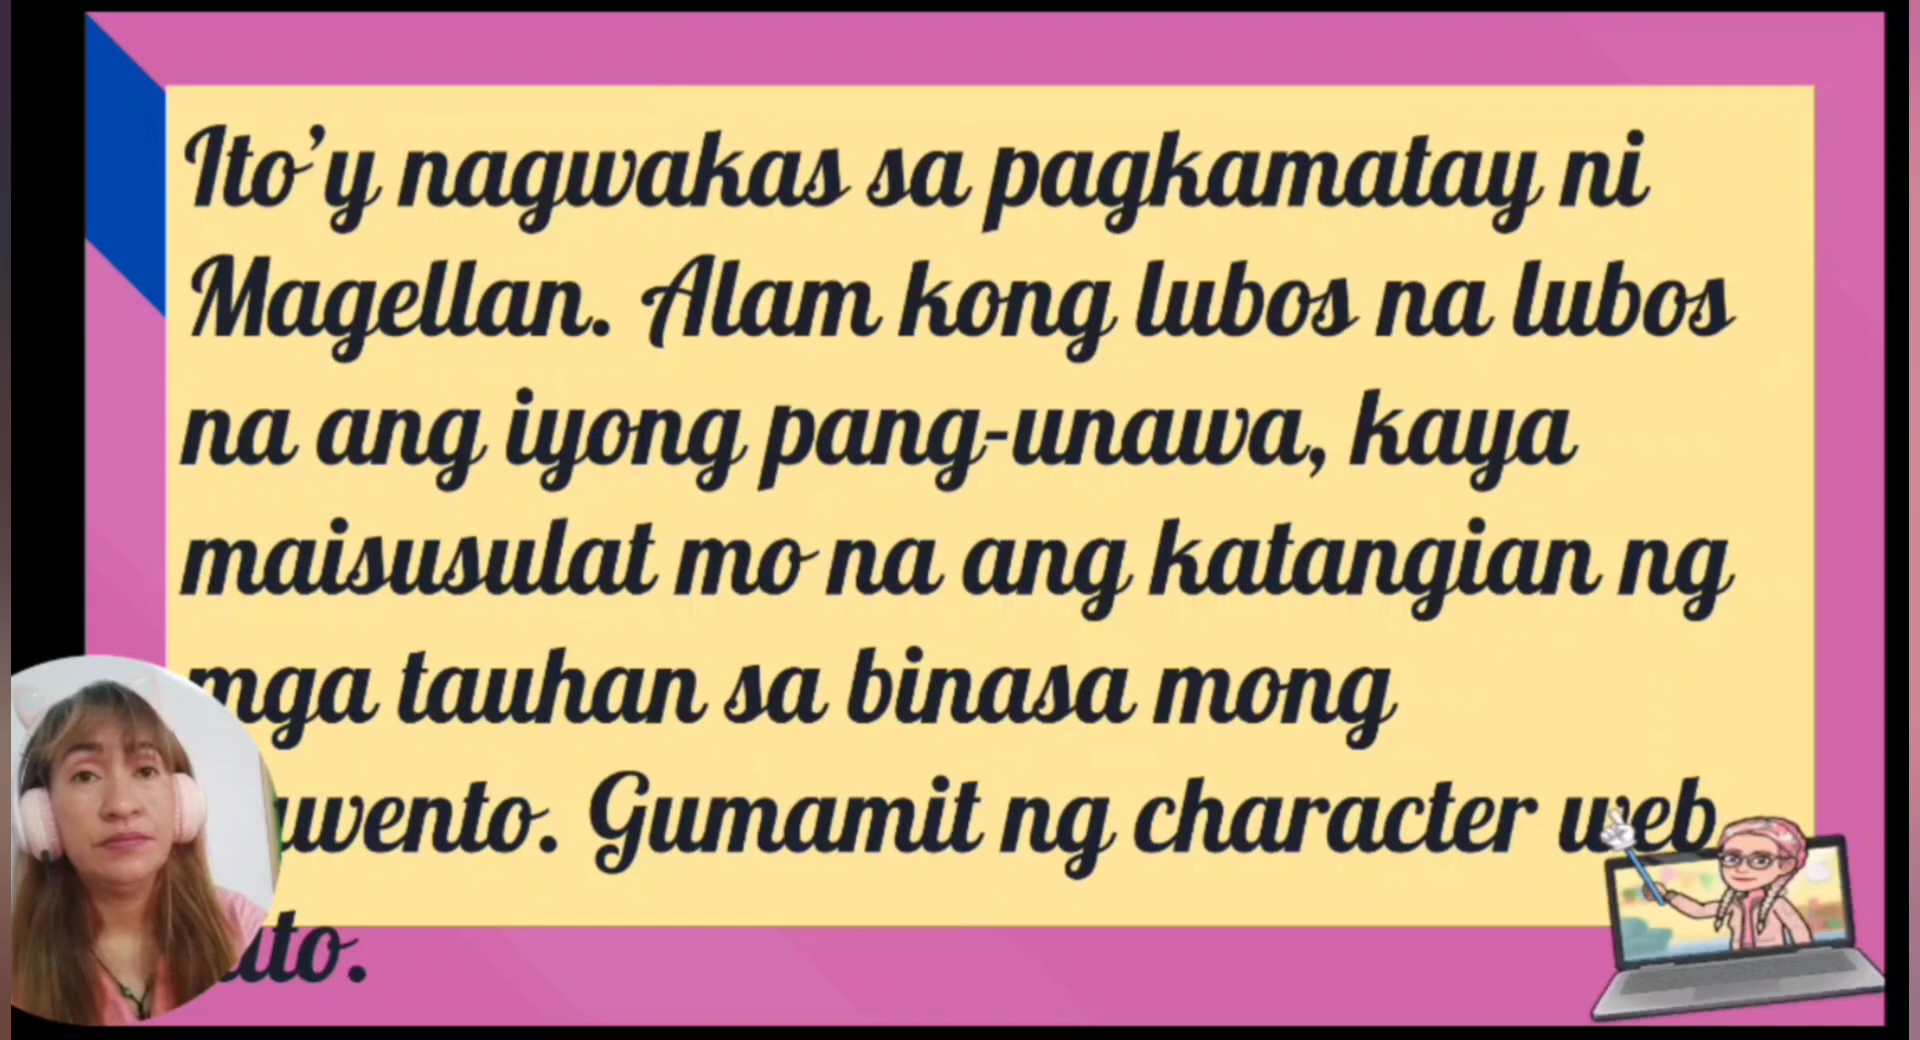 Ito'y nagwakas sa pagkamatay ni
Magellan. Alam kong lubos na lubos
na ang iyong pang-unawa, kaya
maisusulat mo na ang katangian ng
mga tauhan sa binasa mong
Gumamit ng character web